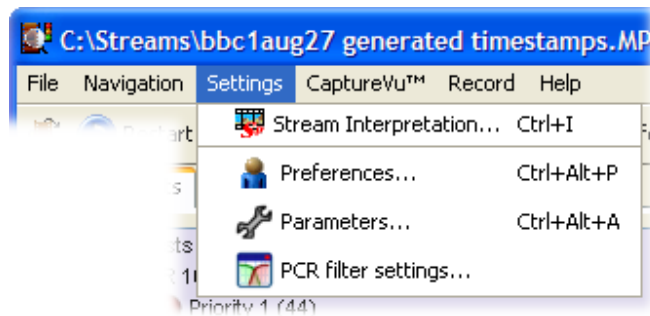 C:\Streams\bbc1aug27 generated timestamps.MP
File Navigation Settings CaptureVu™ Record Help
Stream Interpretation... Ctrl+I
Preferences... Ctrl+Alt+P
Parameters... Ctrl+Alt+A
PCR filter settings...
Priority 1 (44)